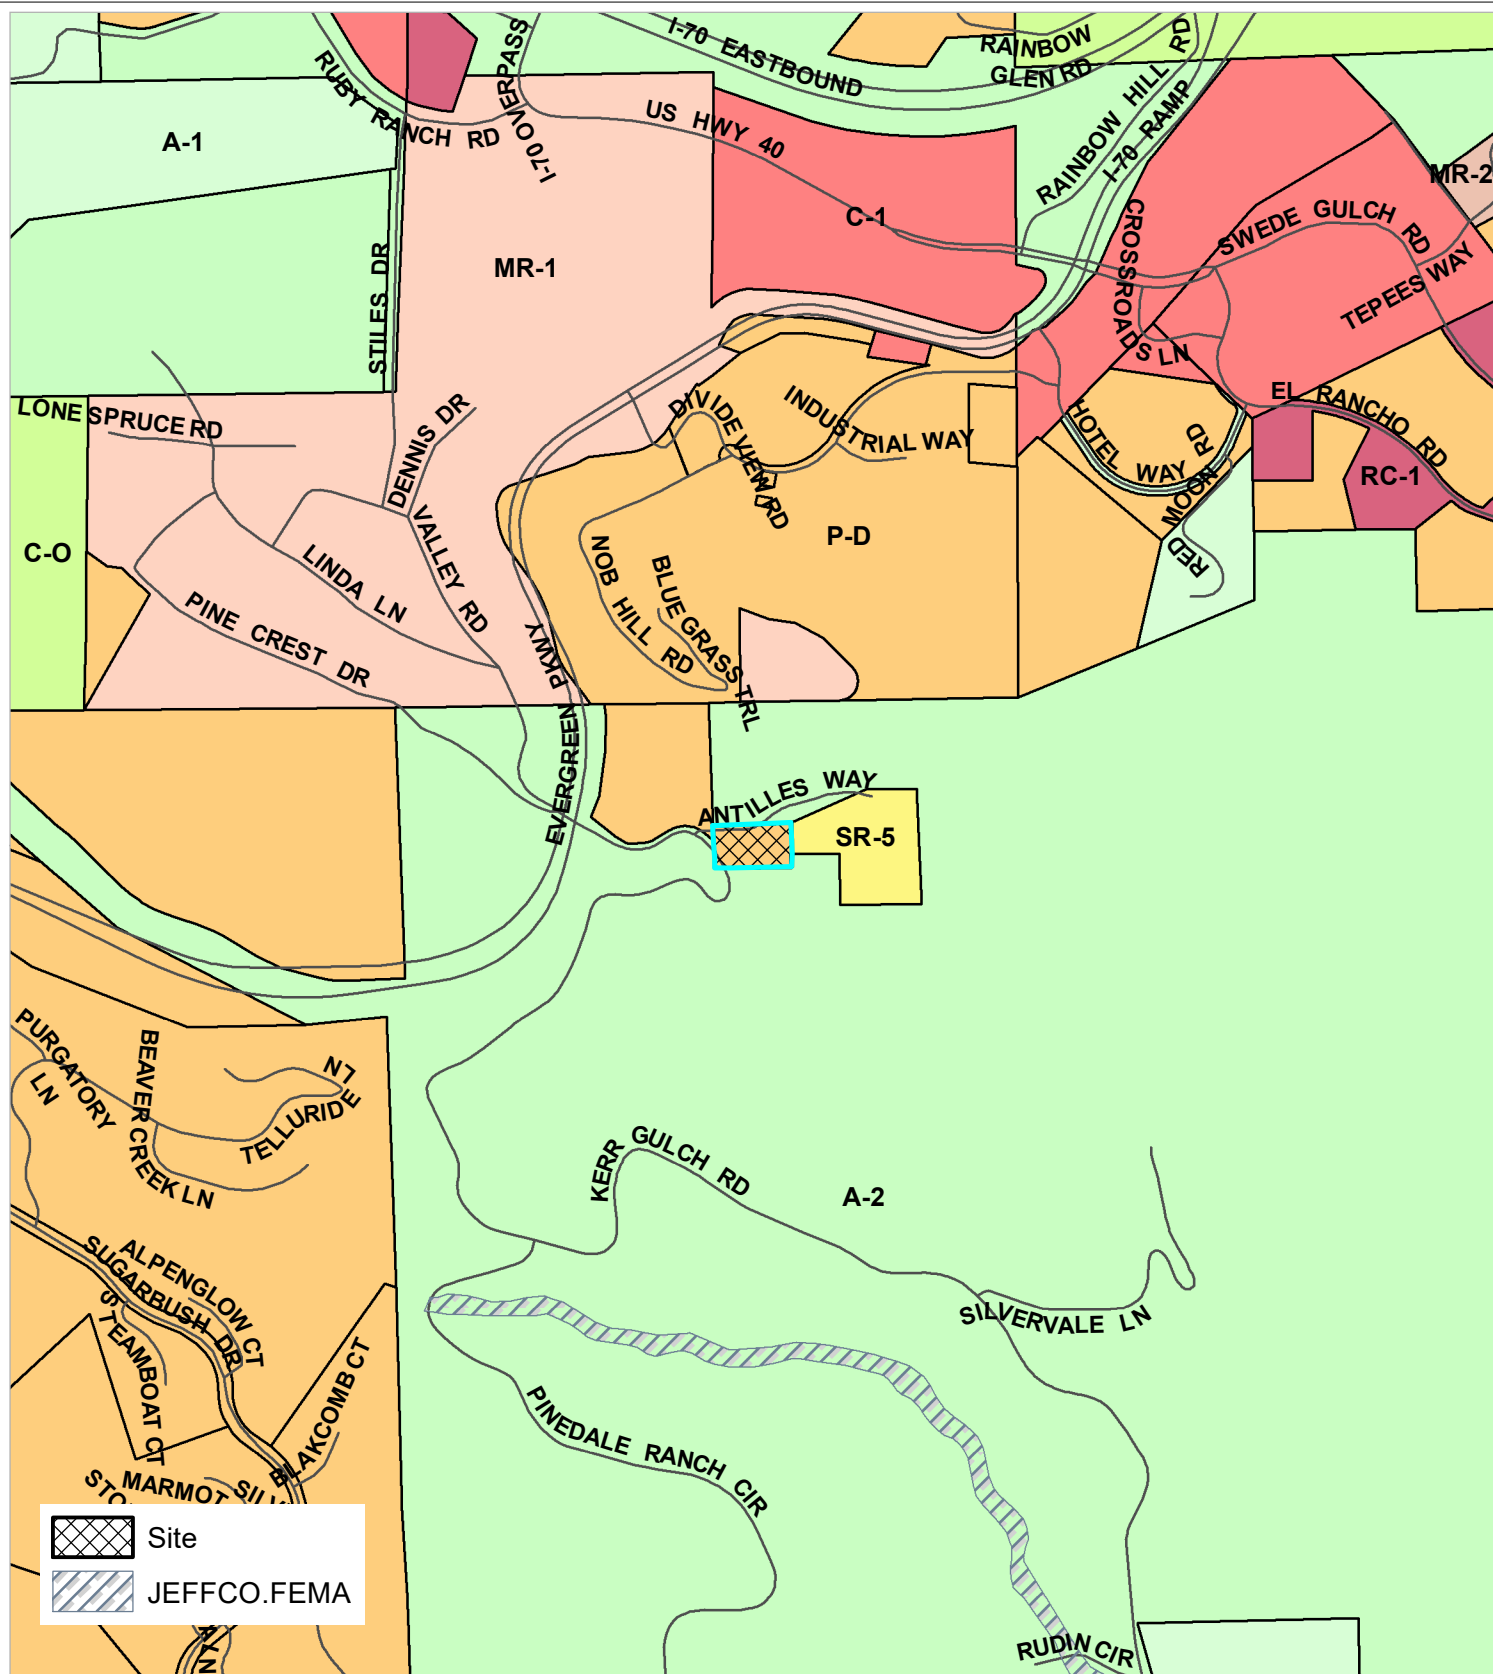 I-70 EASTBOUND
RAINBOW
GLEN RD
RAINBOW HILL RD
I-70 RAMP
RUBY RANCH RD
I-70 OVERPASS
US HWY 40
A-1
C-1
MR-1
MR-2
CROSSROADS LN
SWEDE GULCH RD
TEPEES WAY
STILES DR
LONE SPRUCE RD
DENNIS DR
DIVIDE VIEW RD
INDUSTRIAL WAY
HOTEL WAY
RED MOON RD
EL RANCHO RD
RC-1
C-O
P-D
VALLEY RD
LINDA LN
PINE CREST DR
NOB HILL RD
BLUE GRASS TRL
EVERGREEN PKWY
ANTILLES WAY
SR-5
PURGATORY LN
BEAVER CREEK LN
TELLURIDE LN
KERR GULCH RD
A-2
SILVERVALE LN
ALPENGLOW CT
SUGARBUSH DR
STEAMBOAT CT
BLAKCOMB CT
PINEDALE RANCH CIR
MARMOT
RUDIN CIR
Site
JEFFCO.FEMA